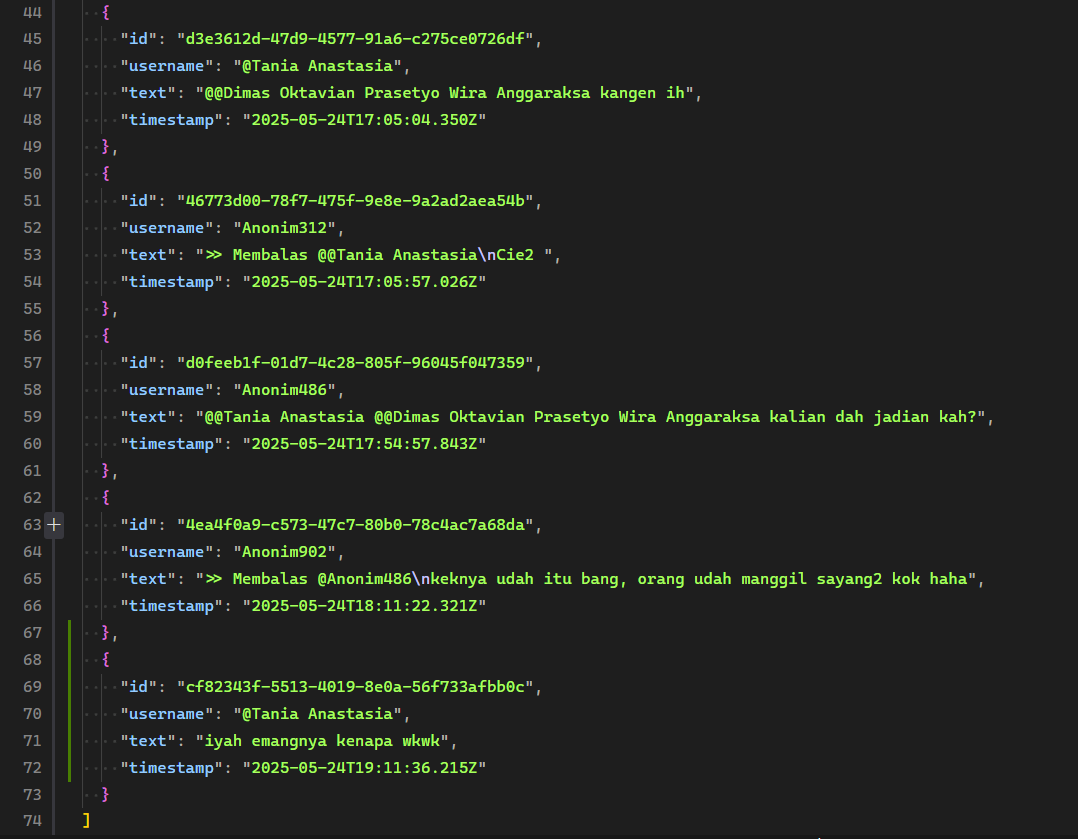 44 {
45 "id": "d3e3612d-47d9-4577-91a6-c275ce0726df",
46 "username": "@Tania Anastasia",
47 "text": "@@Dimas Oktavian Prasetyo Wira Anggaraksa kangen ih",
48 "timestamp": "2025-05-24T17:05:04.350Z"
49 },
50 {
51 "id": "46773d00-78f7-475f-9e8e-9a2ad2aea54b",
52 "username": "Anonim312",
53 "text": ">> Membalas @@Tania Anastasia\nCie2 ",
54 "timestamp": "2025-05-24T17:05:57.026Z"
55 },
56 {
57 "id": "d0feeb1f-01d7-4c28-805f-96045f047359",
58 "username": "Anonim486",
59 "text": "@@Tania Anastasia @@Dimas Oktavian Prasetyo Wira Anggaraksa kalian dah jadian kah?",
60 "timestamp": "2025-05-24T17:54:57.843Z"
61 },
62 {
63 "id": "4ea4f0a9-c573-47c7-80b0-78c4ac7a68da",
64 "username": "Anonim902",
65 "text": ">> Membalas @Anonim486\nkeknya udah itu bang, orang udah manggil sayang2 kok haha",
66 "timestamp": "2025-05-24T18:11:22.321Z"
67 },
68 {
69 "id": "cf82343f-5513-4019-8e0a-56f733afbb0c",
70 "username": "@Tania Anastasia",
71 "text": "iyah emangnya kenapa wkwk",
72 "timestamp": "2025-05-24T19:11:36.215Z"
73 }
74 ]